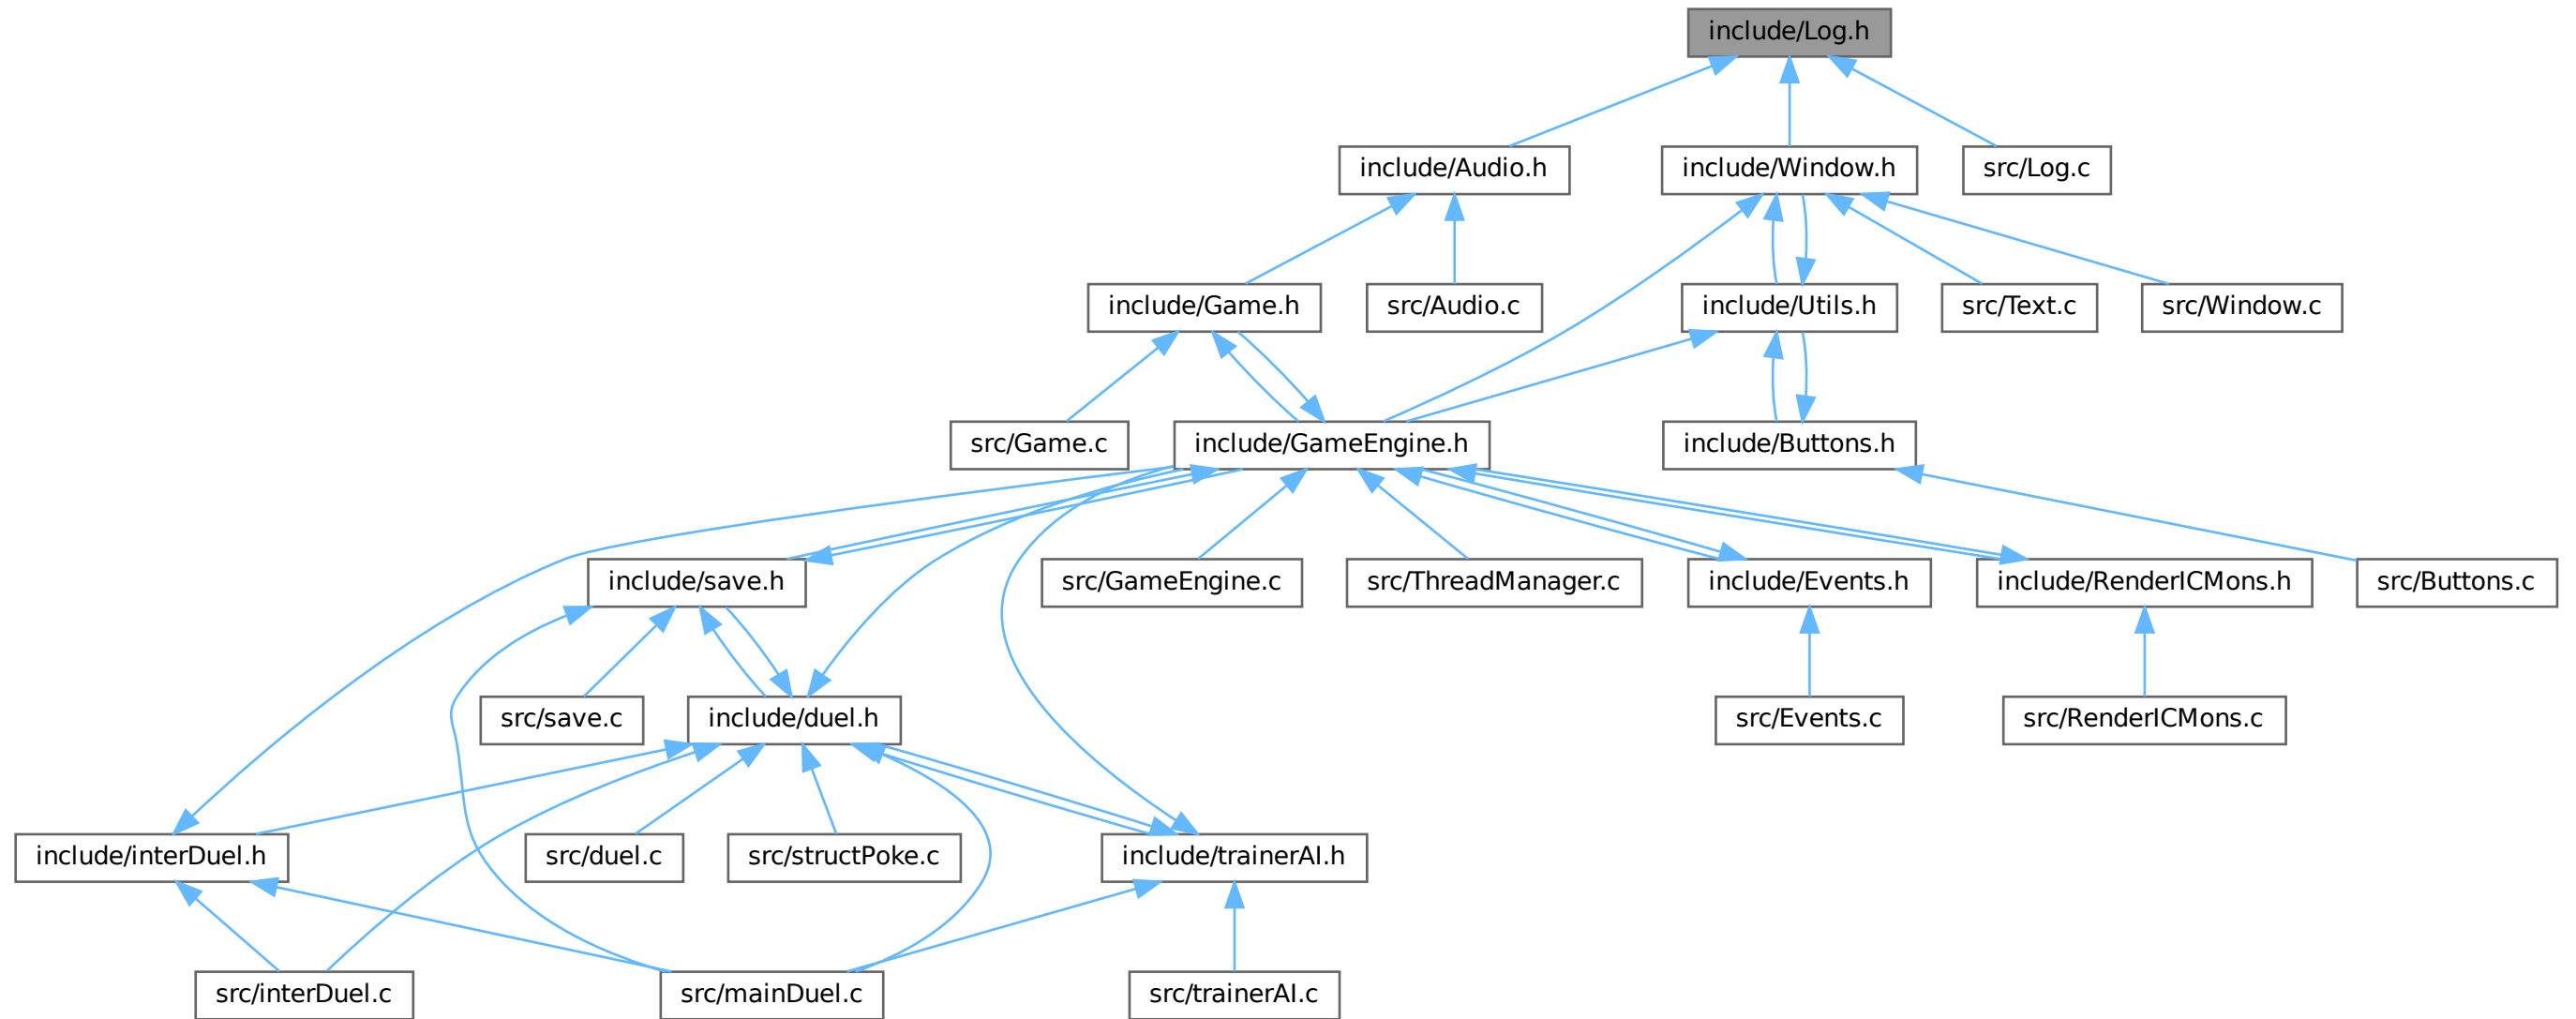 include/Log.h
include/Audio.h
include/Window.h
src/Log.c
include/Game.h
src/Audio.c
include/Utils.h
src/Text.c
src/Window.c
src/Game.c
include/GameEngine.h
include/Buttons.h
include/save.h
src/GameEngine.c
src/ThreadManager.c
include/Events.h
include/RenderICMons.h
src/Buttons.c
src/save.c
include/duel.h
src/Events.c
src/RenderICMons.c
include/interDuel.h
src/duel.c
src/structPoke.c
include/trainerAI.h
src/interDuel.c
src/mainDuel.c
src/trainerAI.c